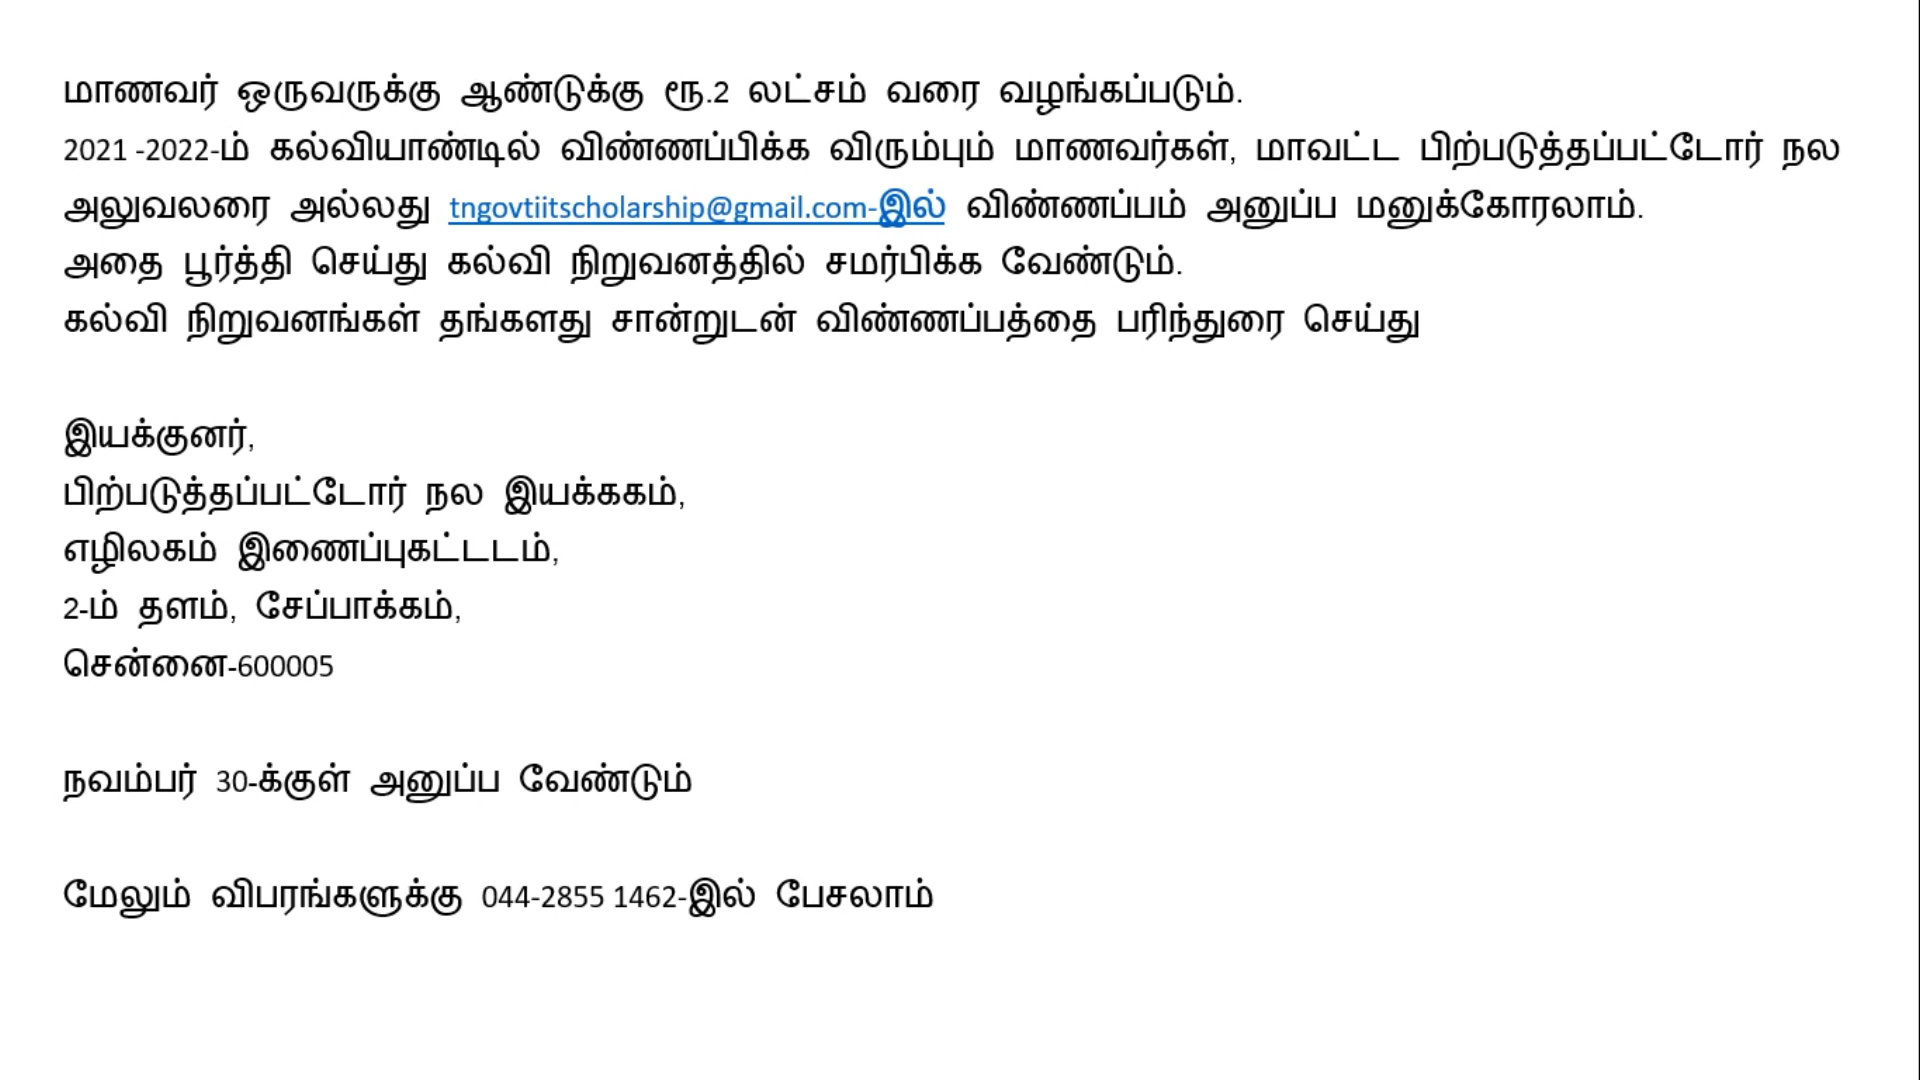 மாணவர் ஒருவருக்கு ஆண்டுக்கு ரூ.2 லட்சம் வரை வழங்கப்படும்.
2021 -2022-ம் கல்வியாண்டில் விண்ணப்பிக்க விரும்பும் மாணவர்கள், மாவட்ட பிற்படுத்தப்பட்டோர் நல
அலுவலரை அல்லது tngovtiitscholarship@gmail.com-இல் விண்ணப்பம் அனுப்ப மனுக்கோரலாம்.
அதை பூர்த்தி செய்து கல்வி நிறுவனத்தில் சமர்பிக்க வேண்டும்.
கல்வி நிறுவனங்கள் தங்களது சான்றுடன் விண்ணப்பத்தை பரிந்துரை செய்து
இயக்குனர்,
பிற்படுத்தப்பட்டோர் நல இயக்ககம்,
எழிலகம் இணைப்புகட்டடம்,
2-ம் தளம், சேப்பாக்கம்,
சென்னை-600005
நவம்பர் 30-க்குள் அனுப்ப வேண்டும்
மேலும் விபரங்களுக்கு 044-2855 1462-இல் பேசலாம்